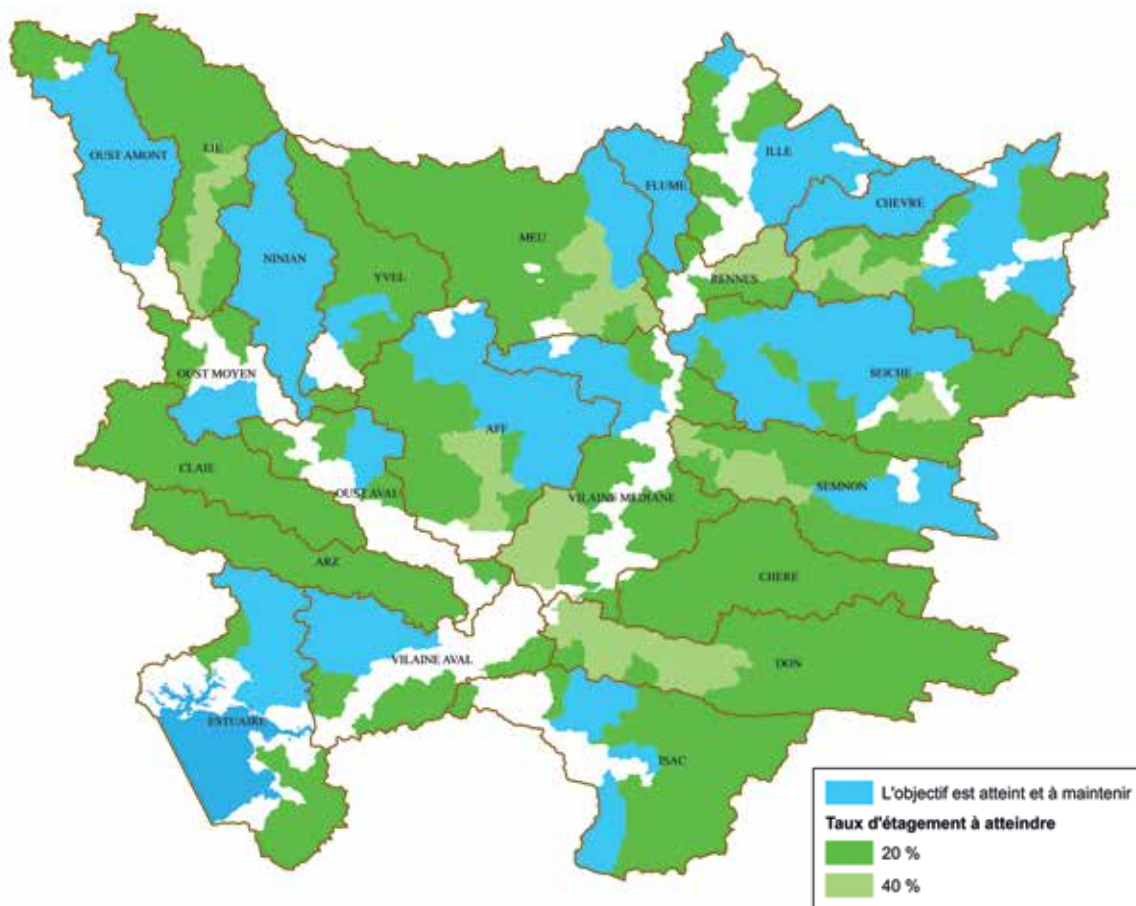 OUST AMONT
LIE
NINIAN
YVEL
MEU
FLUME
ILLE
CHEVRE
RENNES
OUST MOYEN
SEICHE
CLAIE
AFF
OUST AVAL
VILAINE MEDIANE
SEMNON
ARZ
CHERE
VILAINE AVAL
DON
ESTUAIRE
ISAC
L'objectif est atteint et à maintenir
Taux d'étagement à atteindre
20 %
40 %